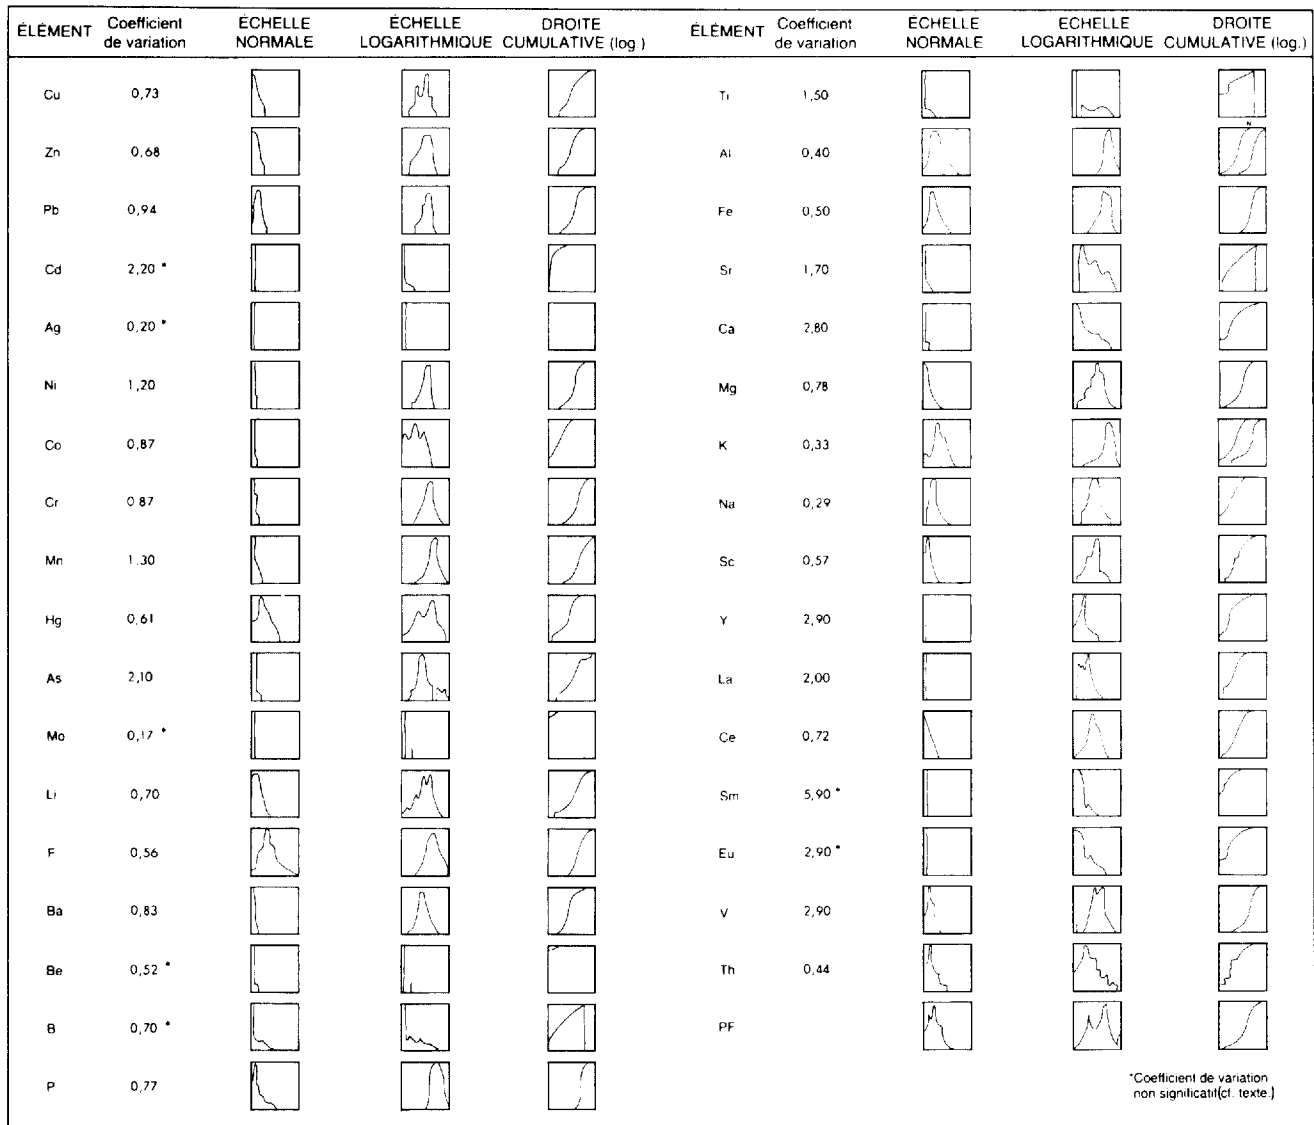 ÉLÉMENT Coefficient de variation ÉCHELLE NORMALE ÉCHELLE LOGARITHMIQUE DROITE CUMULATIVE (log.)
Cu 0,73
Zn 0,68
Pb 0,94
Cd 2,20 *
Ag 0,20 *
Ni 1,20
Co 0,87
Cr 0 87
Mn 1.30
Hg 0,61
As 2,10
Mo 0,17 *
Li 0,70
F 0,56
Ba 0,83
Be 0,52 *
B 0,70 *
P 0,77
ÉLÉMENT Coefficient de variation ÉCHELLE NORMALE ECHELLE LOGARITHMIQUE DROITE CUMULATIVE (log.)
Ti 1,50
N
Al 0,40
Fe 0,50
Sr 1,70
Ca 2,80
Mg 0,78
K 0,33
Na 0,29
Sc 0,57
Y 2,90
La 2,00
Ce 0,72
Sm 5,90 *
Eu 2,90 *
V 2,90
Th 0,44
PF
*Coefficient de variation
non significatif(cf. texte.)